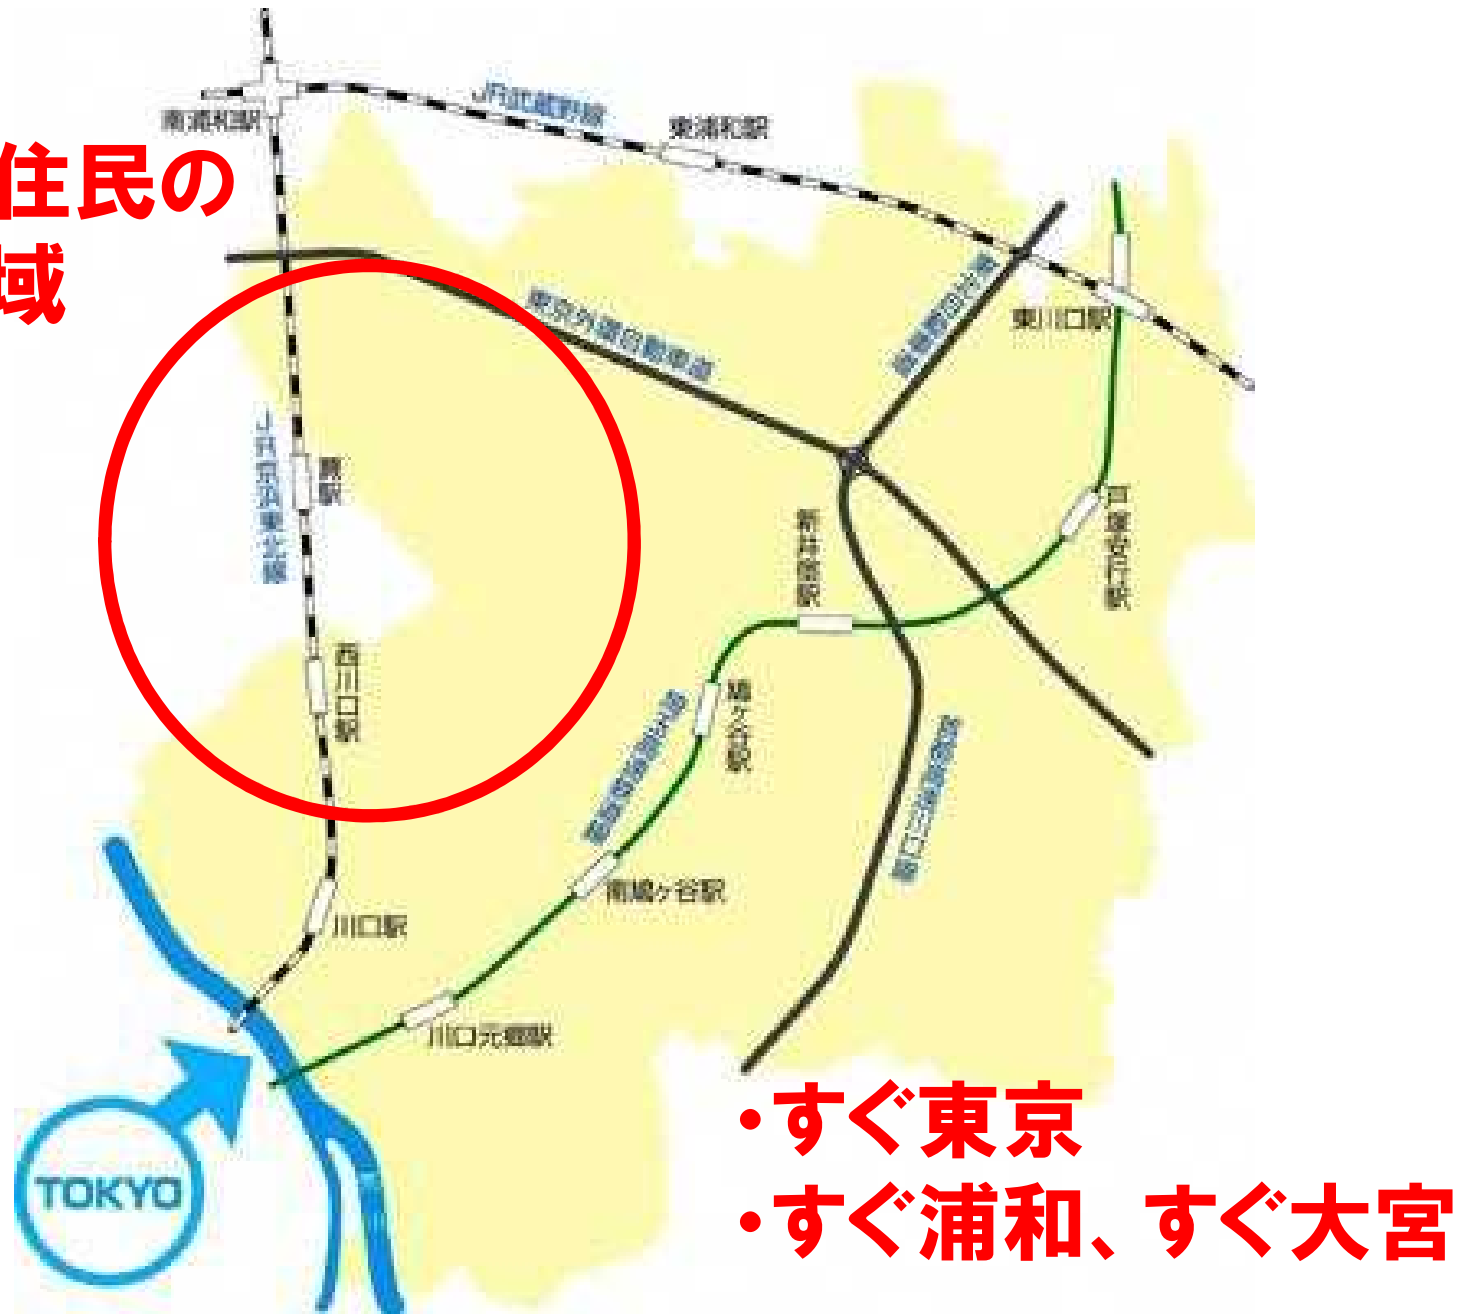 南浦和駅
JR武蔵野線
東浦和駅
住民の
域
東京外環自動車道
東川口駅
JR京浜東北線
蕨駅
西川口駅
新井宿駅
戸塚安行駅
鳩ヶ谷駅
南鳩ヶ谷駅
川口駅
川口元郷駅
TOKYO
・すぐ東京
・すぐ浦和、すぐ大宮